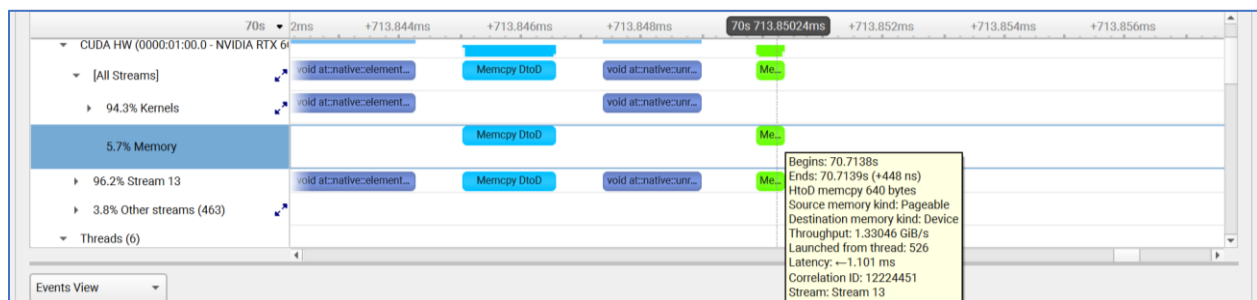 70s 2ms +713.844ms +713.846ms +713.848ms 70s 713.85024ms +713.852ms +713.854ms +713.856ms
CUDA HW (0000:01:00.0 - NVIDIA RTX
[All Streams] void at::native::element... Memcpy DtoD void at::native::unr... Me...
94.3% Kernels void at::native::element... void at::native::unr...
5.7% Memory Memcpy DtoD Me...
96.2% Stream 13 void at::native::element... Memcpy DtoD void at::native::unr... Me...
3.8% Other streams (463)
Threads (6)
Begins: 70.7138s
Ends: 70.7139s (+448 ns)
HtoD memcpy 640 bytes
Source memory kind: Pageable
Destination memory kind: Device
Throughput: 1.33046 GiB/s
Launched from thread: 526
Latency: ←1.101 ms
Correlation ID: 12224451
Stream: Stream 13
Events View